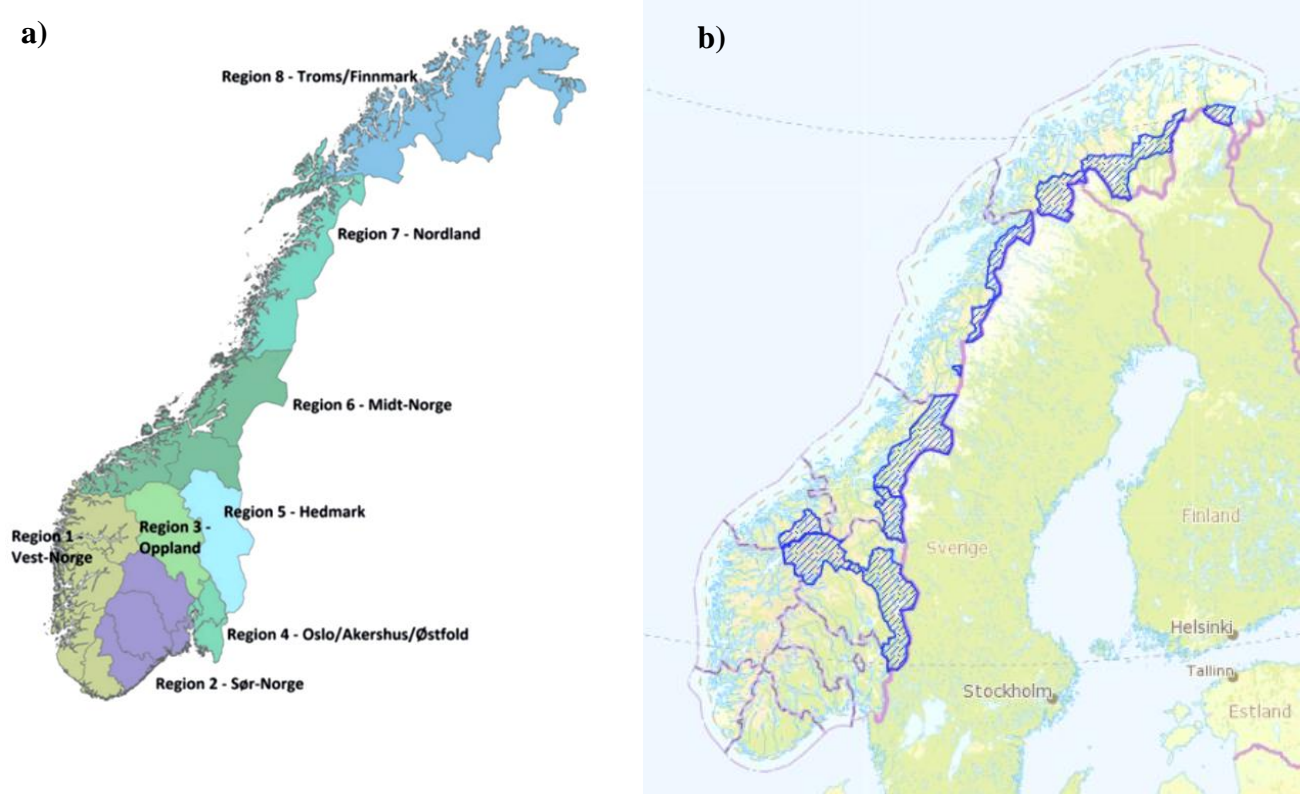 a)
Region 8 - Troms/Finnmark
Region 7 - Nordland
Region 6 - Midt-Norge
Region 5 - Hedmark
Region 3 -
Oppland
Region 1 -
Vest-Norge
Region 4 - Oslo/Akershus/Østfold
Region 2 - Sør-Norge
b)
Finland
Sverige
Helsinki
Tallinn
Stockholm
Estland